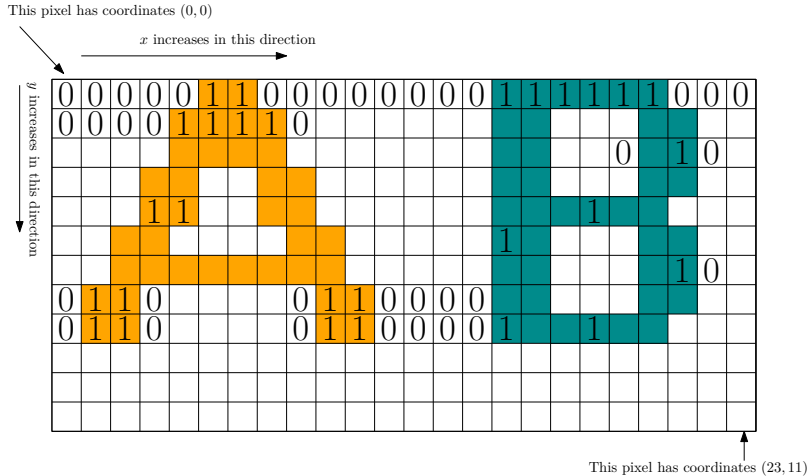 This pixel has coordinates (0, 0)
x increases in this direction
y increases in this direction
0 0 0 0 0 1 1 0 0 0 0 0 0 0 0 1 1 1 1 1 1 0 0 0
0 0 0 0 1 1 1 1 0
0 1 0
1 1 1
1
1 0
0 1 1 0 0 1 1 0 0 0 0
0 1 1 0 0 1 1 0 0 0 0 1 1
This pixel has coordinates (23, 11)